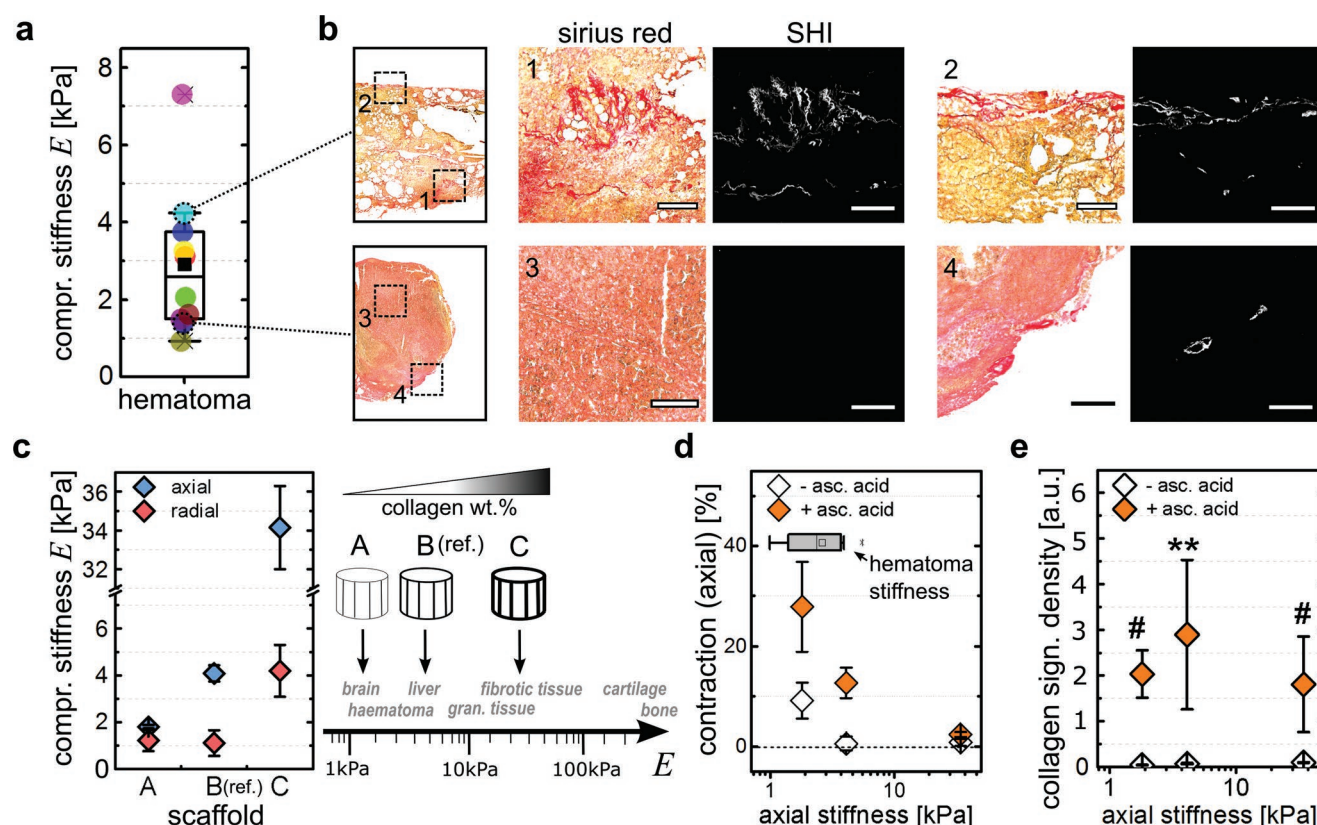 a
compr. stiffness E [kPa]
8
6
4
2
0
hematoma
b
sirius red
SHI
2
1
1
2
3
4
3
4
c
compr. stiffness E [kPa]
axial
radial
36
34
32
4
2
0
A
B(ref.)
C
scaffold
collagen wt.%
A
B(ref.)
C
brain
liver
fibrotic tissue
cartilage
haematoma
gran. tissue
bone
1kPa
10kPa
100kPa
E
d
contraction (axial) [%]
- asc. acid
+ asc. acid
40
20
0
hematoma
stiffness
1
10
axial stiffness [kPa]
e
collagen sign. density [a.u.]
- asc. acid
+ asc. acid
6
5
4
3
2
1
0
#
**
#
1
10
axial stiffness [kPa]